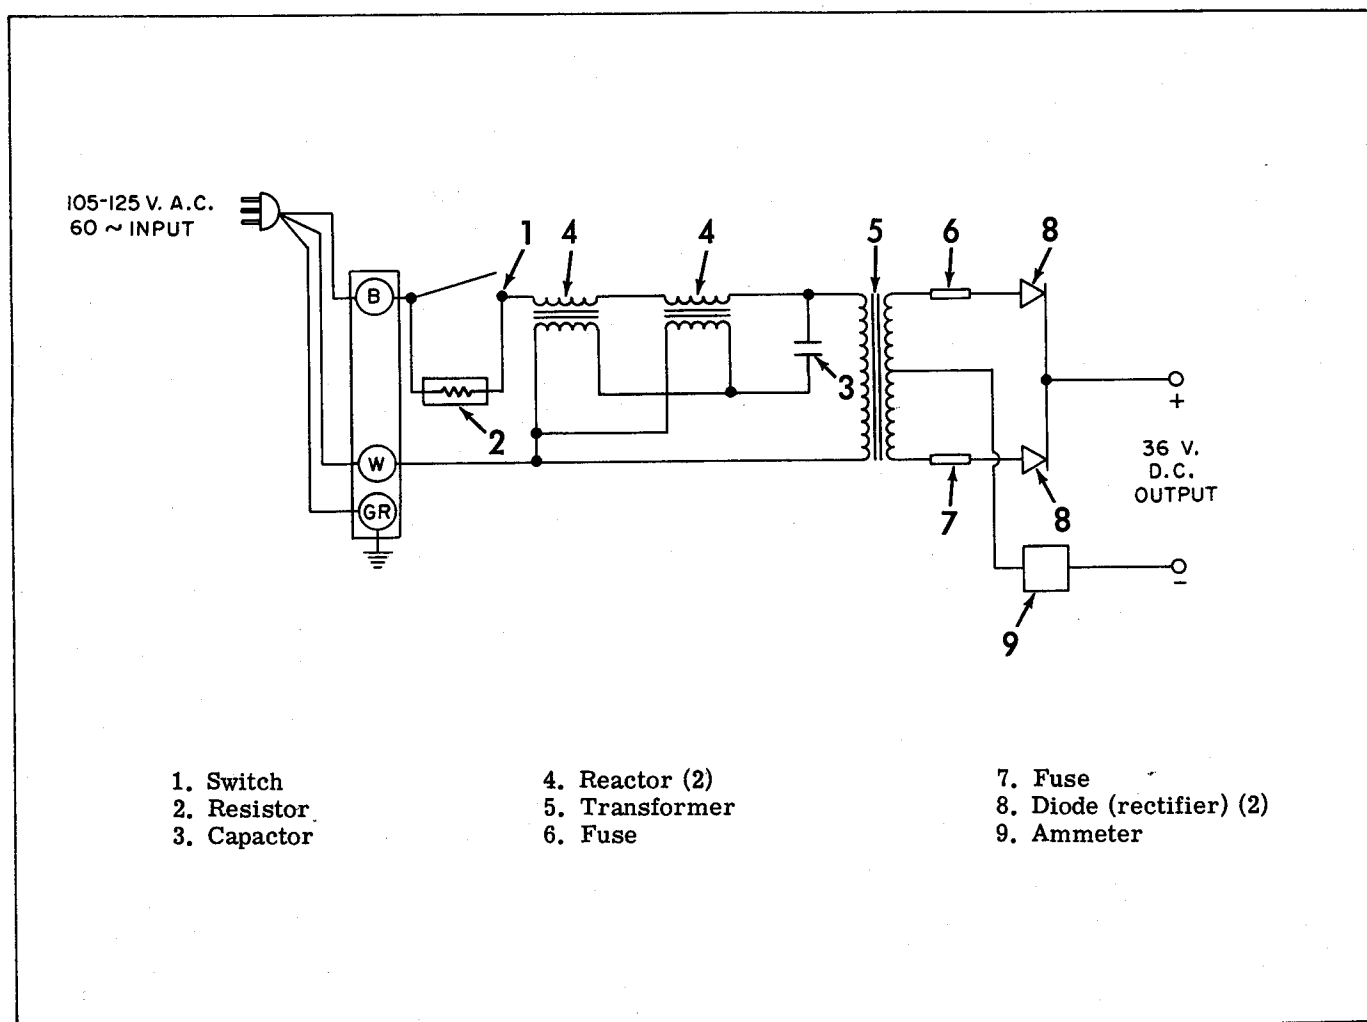 105-125 V. A.C.
60 ~ INPUT
1
4
4
5
6
8
B
2
3
W
GR
7
8
9
+
36 V.
D.C.
OUTPUT
-
1. Switch
2. Resistor
3. Capactor
4. Reactor (2)
5. Transformer
6. Fuse
7. Fuse
8. Diode (rectifier) (2)
9. Ammeter